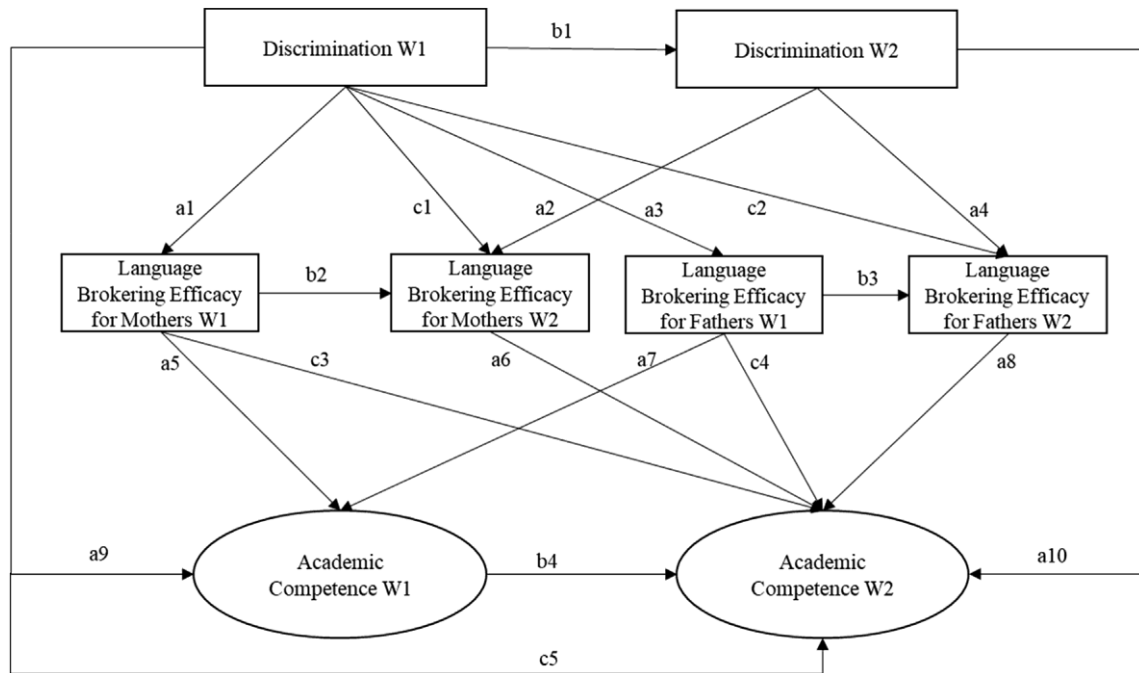 b1
Discrimination W1
Discrimination W2
a1
c1
a2
a3
c2
a4
Language
Brokering Efficacy
for Mothers W1
b2
Language
Brokering Efficacy
for Mothers W2
Language
Brokering Efficacy
for Fathers W1
b3
Language
Brokering Efficacy
for Fathers W2
a5
c3
a6
a7
c4
a8
a9
Academic
Competence W1
b4
Academic
Competence W2
a10
c5